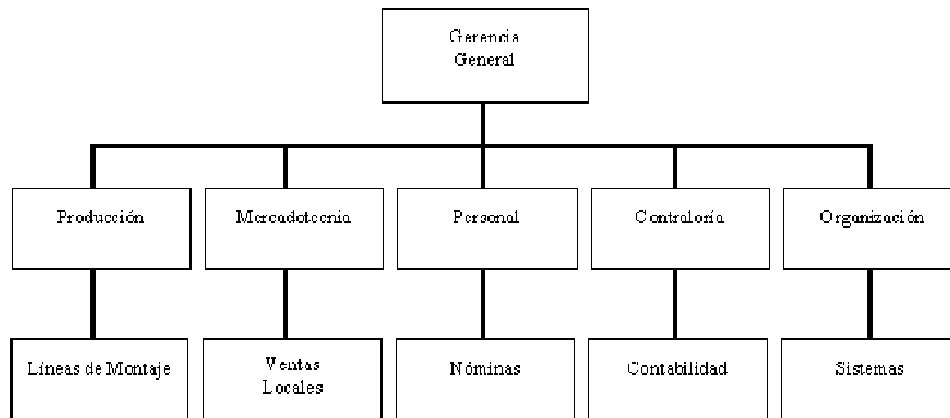 Gerencia
General
Producción
Mercadotecnia
Personal
Contraloría
Organización
Líneas de Montaje
Ventas
Locales
Nóminas
Contabilidad
Sistemas